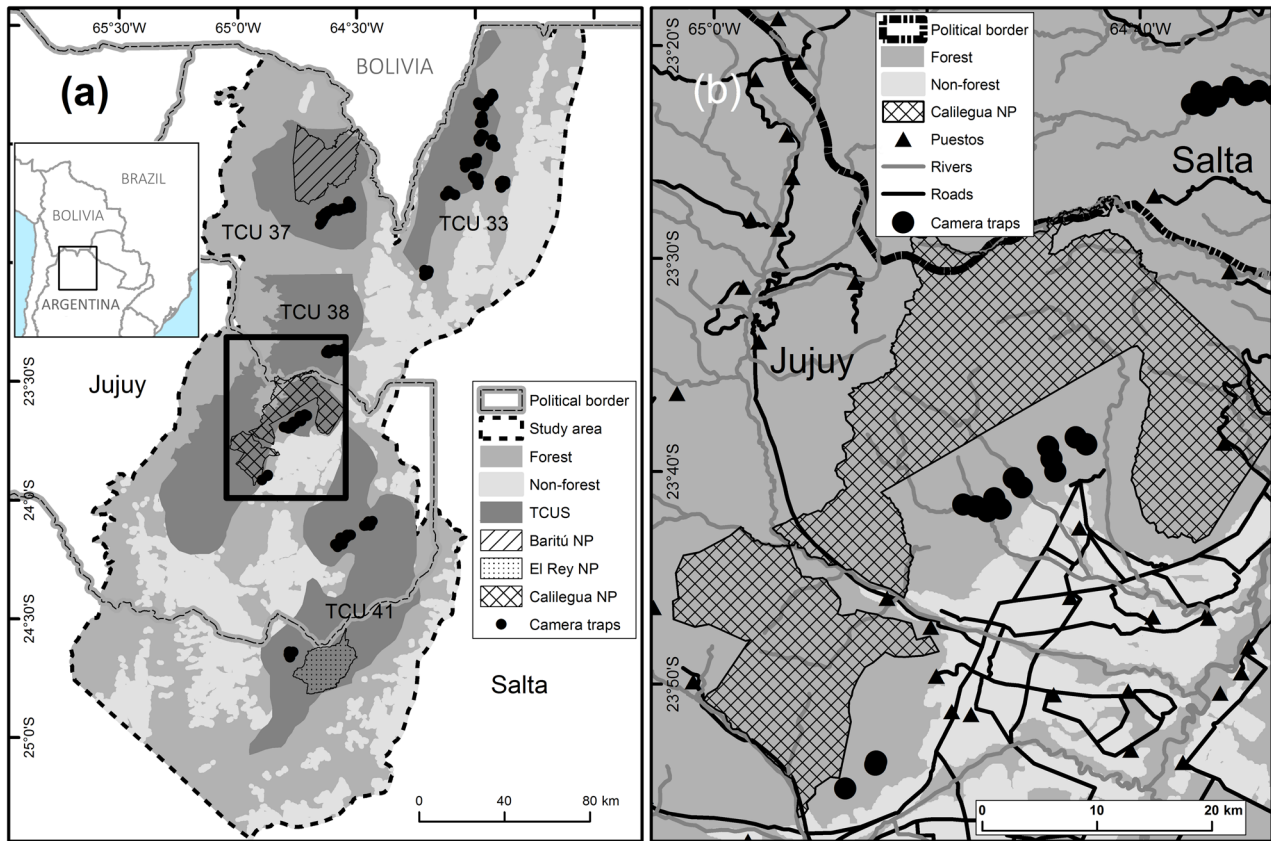 65°30'W
65°0'W
64°30'W
(a)
BOLIVIA
BRAZIL
BOLIVIA
ARGENTINA
TCU 37
TCU 33
TCU 38
Jujuy
TCU 41
Salta
23°30'S
24°0'S
24°30'S
25°0'S
Political border
Study area
Forest
Non-forest
TCUS
Baritú NP
El Rey NP
Calilegua NP
Camera traps
0 40 80 km
65°0'W
64°40'W
(b)
Political border
Forest
Non-forest
Calilegua NP
Puestos
Rivers
Roads
Camera traps
Salta
Jujuy
23°20'S
23°30'S
23°40'S
23°50'S
0 10 20 km